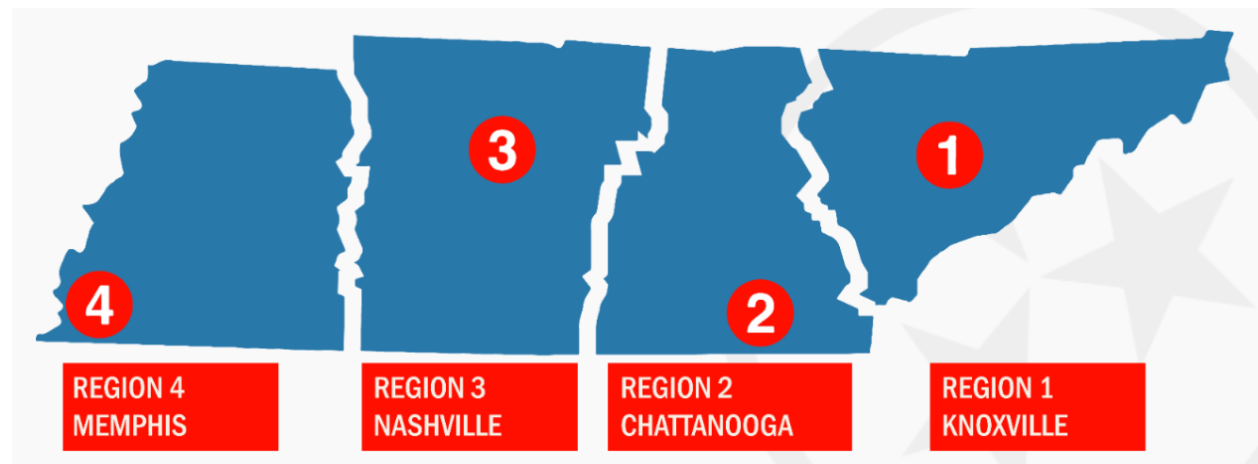 3
1
4
2
REGION 4
MEMPHIS
REGION 3
NASHVILLE
REGION 2
CHATTANOOGA
REGION 1
KNOXVILLE